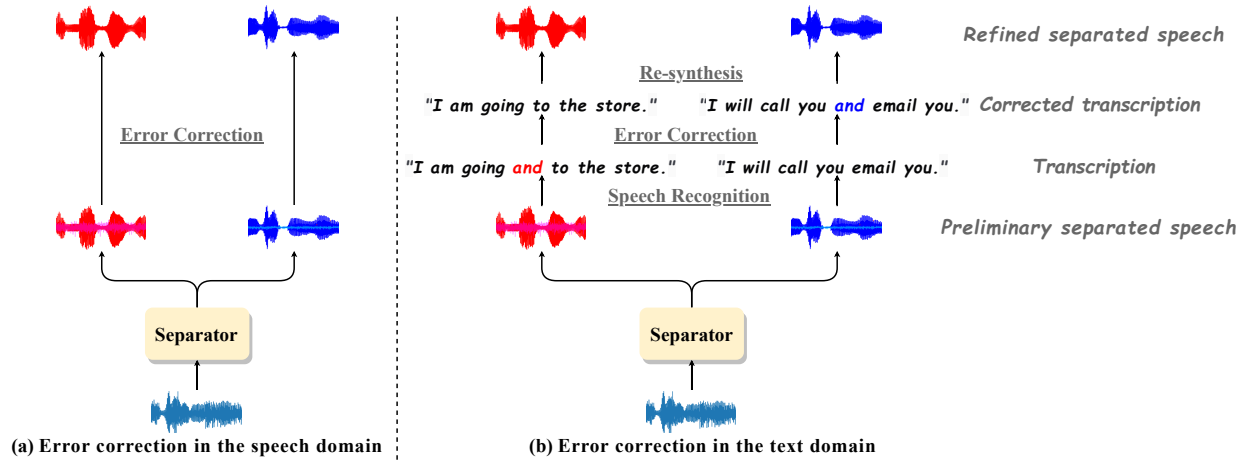 Refined separated speech
Re-synthesis
"I am going to the store." "I will call you and email you." Corrected transcription
Error Correction
Error Correction
"I am going and to the store." "I will call you email you." Transcription
Speech Recognition
Preliminary separated speech
Separator
Separator
(a) Error correction in the speech domain
(b) Error correction in the text domain